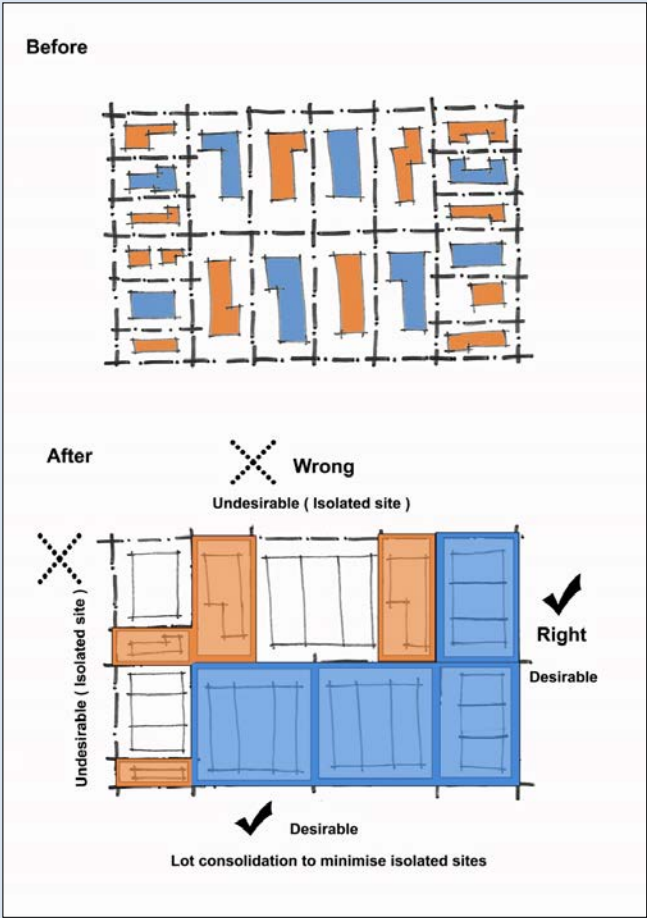 Before
After
Wrong
Undesirable ( Isolated site )
Undesirable ( Isolated site )
Right
Desirable
Desirable
Lot consolidation to minimise isolated sites